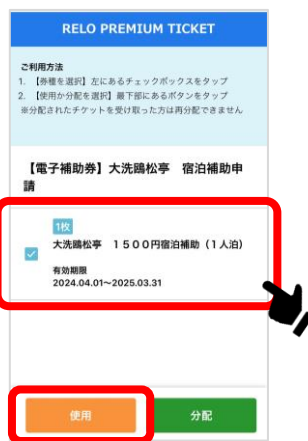 RELO PREMIUM TICKET
ご利用方法
1. 【券種を選択】左にあるチェックボックスをタップ
2. 【使用か分配を選択】最下部にあるボタンをタップ
※分配されたチケットを受け取った方は再分配できません
【電子補助券】大洗鷗松亭　宿泊補助申
請
1枚
大洗鷗松亭　１５００円宿泊補助（１人泊）
有効期限
2024.04.01～2025.03.31
使用
分配